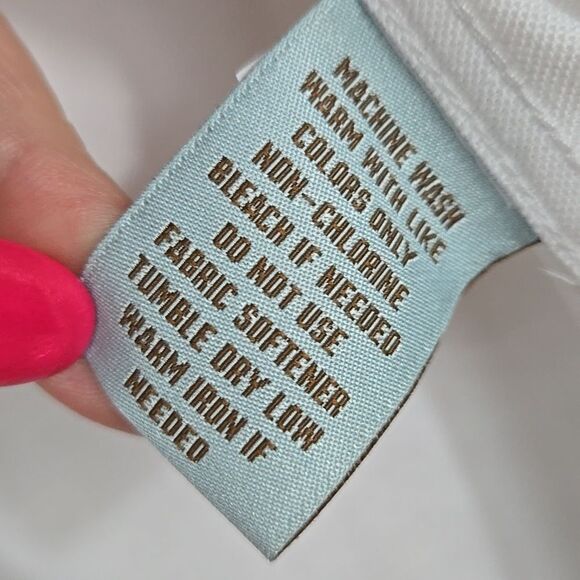 MACHINE WASH
WARM WITH LIKE
COLORS ONLY
NON-CHLORINE
BLEACH IF NEEDED
DO NOT USE
FABRIC SOFTENER
TUMBLE DRY LOW
WARM IRON IF
NEEDED